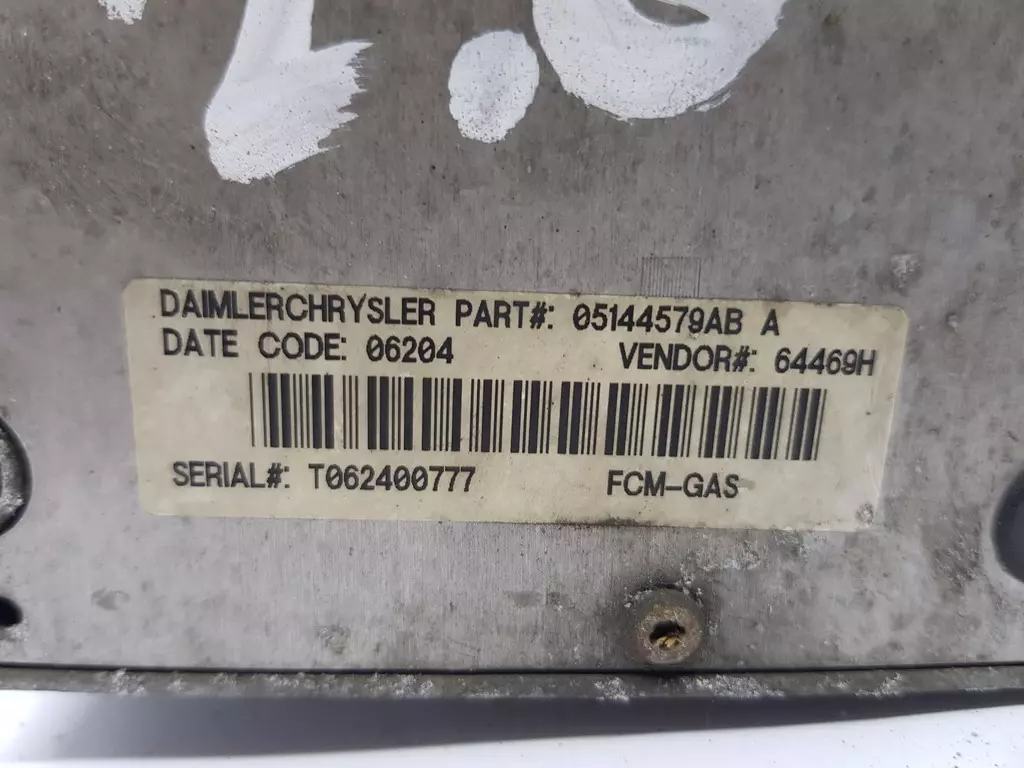 DAIMLERCHRYSLER PART#: 05144579AB A
DATE CODE: 06204 VENDOR#: 64469H
SERIAL#: T062400777 FCM-GAS